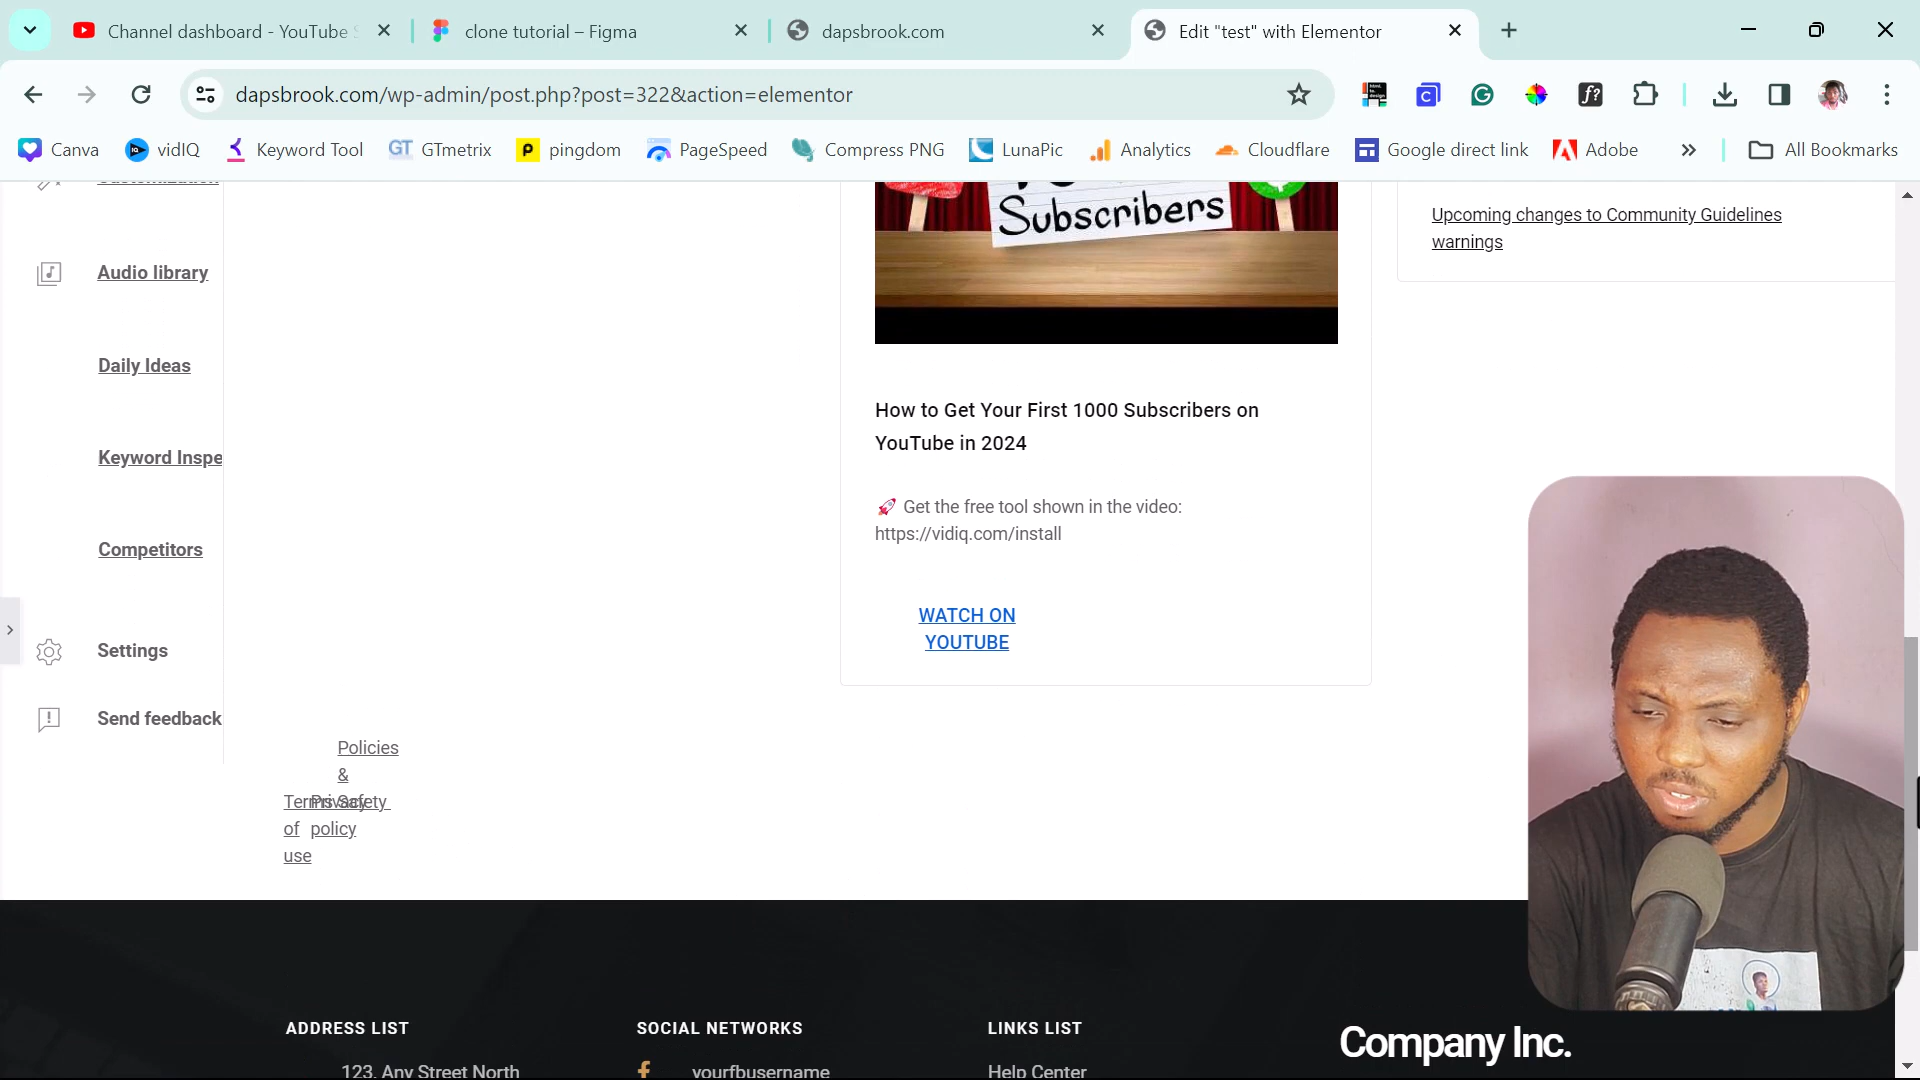 Channel dashboard - YouTube S
clone tutorial – Figma
dapsbrook.com
Edit "test" with Elementor
dapsbrook.com/wp-admin/post.php?post=322&action=elementor
Canva
vidIQ
Keyword Tool
GT GTmetrix
pingdom
PageSpeed
Compress PNG
LunaPic
Analytics
Cloudflare
Google direct link
Adobe
All Bookmarks
Customization
Audio library
Daily Ideas
Keyword Inspe
Competitors
Settings
Send feedback
Subscribers
How to Get Your First 1000 Subscribers on
YouTube in 2024
🚀 Get the free tool shown in the video:
https://vidiq.com/install
WATCH ON
YOUTUBE
Upcoming changes to Community Guidelines
warnings
Policies
&
Safety
Terms
of
use
Privacy
policy
ADDRESS LIST
123, Any Street North
SOCIAL NETWORKS
yourfbusername
LINKS LIST
Help Center
Company Inc.